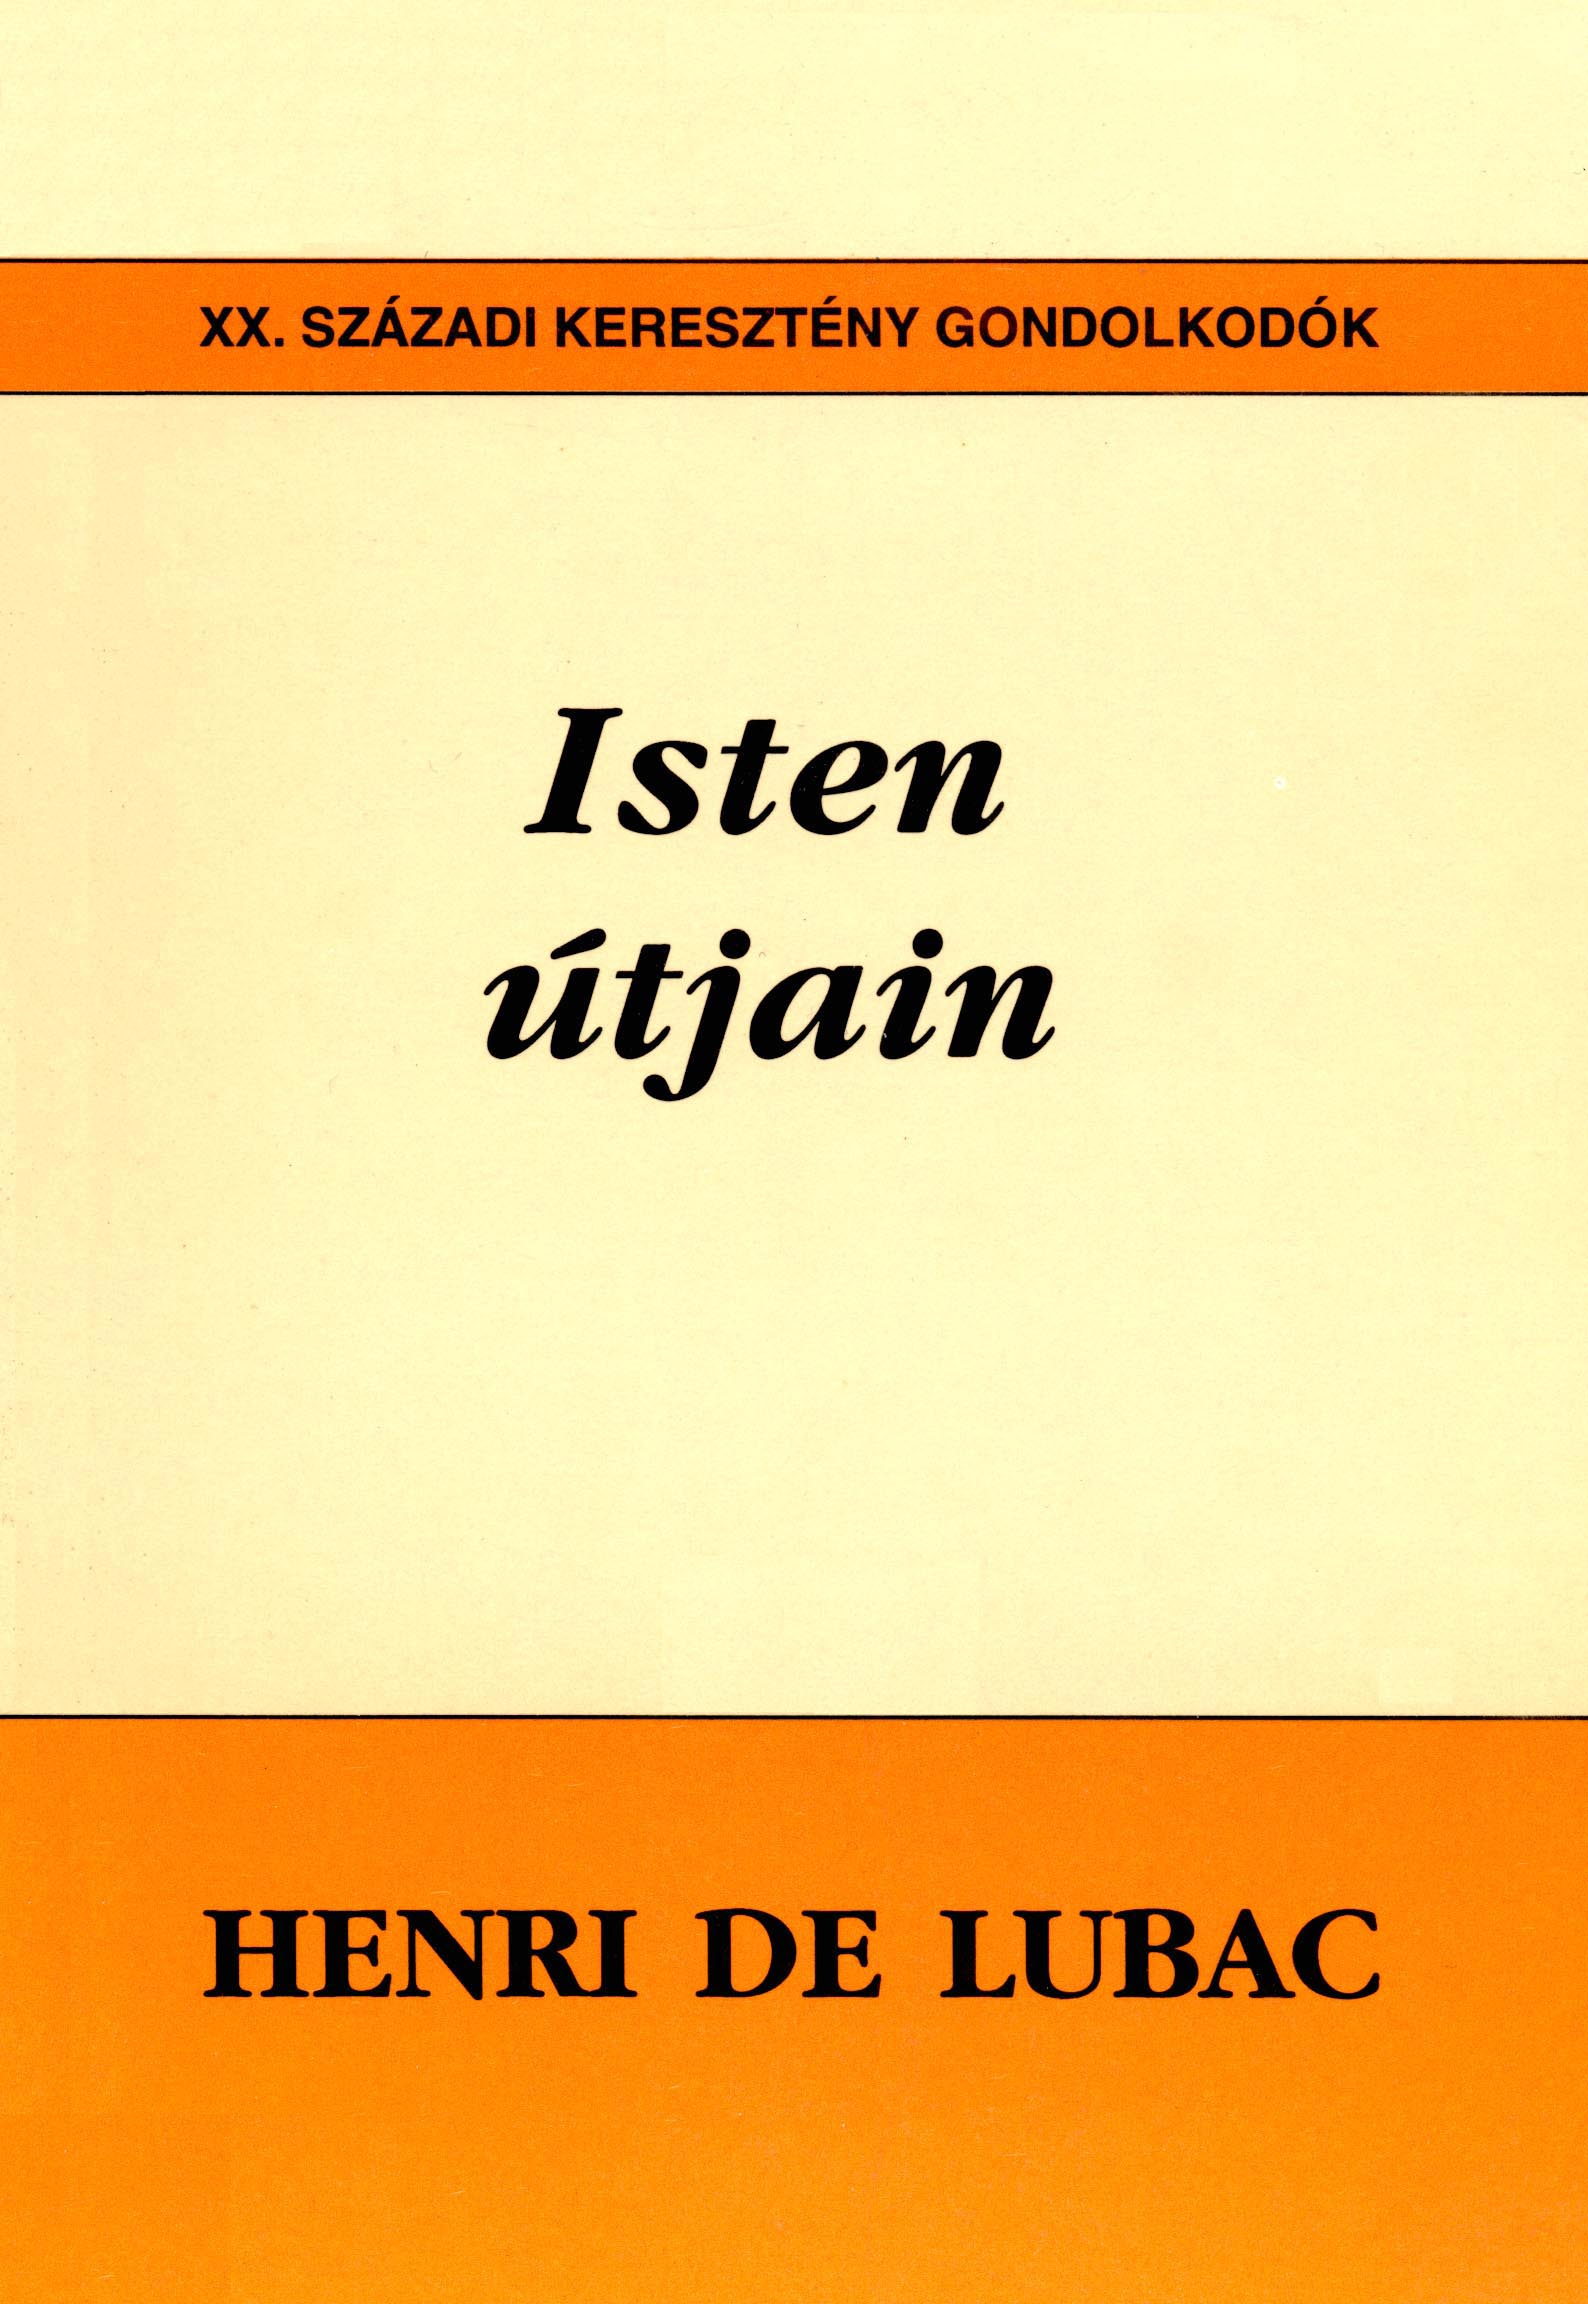 XX. SZÁZADI KERESZTÉNY GONDOLKODÓK
Isten
útjain
HENRI DE LUBAC